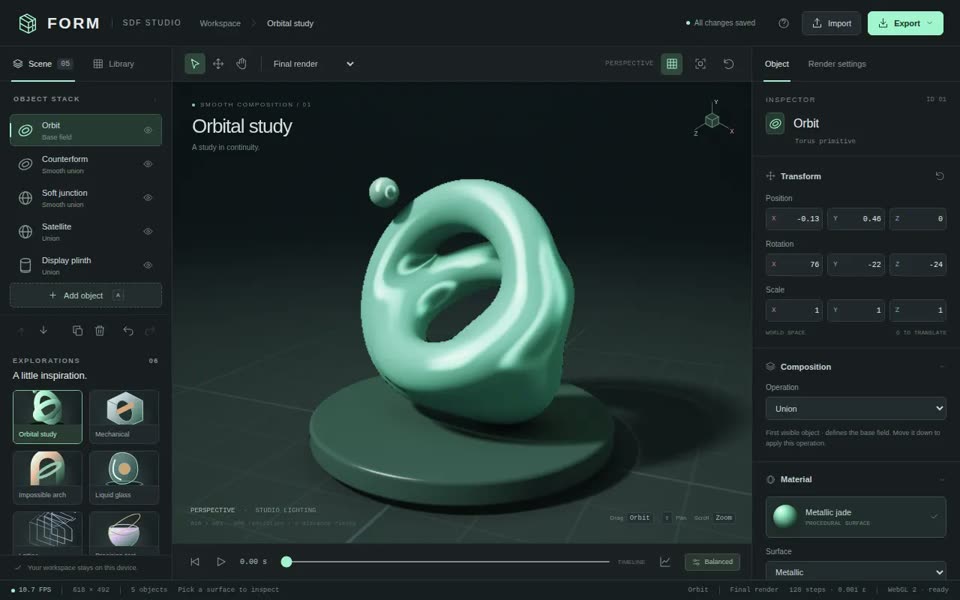 FORM
SDF STUDIO
Workspace
Orbital study
All changes saved
Import
Export
Scene 05
Library
Final render
PERSPECTIVE
Object
Render settings
OBJECT STACK
Orbit
Base field
Counterform
Smooth union
Soft junction
Smooth union
Satellite
Union
Display plinth
Union
Add object A
EXPLORATIONS 06
A little inspiration.
Orbital study
Mechanical
Impossible arch
Liquid glass
Your workspace stays on this device
SMOOTH COMPOSITION / 01
Orbital study
A study in continuity.
Y
Z
X
PERSPECTIVE · STUDIO LIGHTING
Drag Orbit
Pan
Scroll Zoom
0.00 s
TIMELINE
Balanced
INSPECTOR
ID 01
Orbit
Torus primitive
Transform
Position
X -0.13
Y 0.46
Z 0
Rotation
X 76
Y -22
Z -24
Scale
X 1
Y 1
Z 1
WORLD SPACE
G TO TRANSLATE
Composition
Operation
Union
First visible object · defines the base field. Move it down to
apply this operation.
Material
Metallic jade
PROCEDURAL SURFACE
Surface
Metallic
10.7 FPS
618 × 492
5 objects
Pick a surface to inspect
Orbit
Final render
128 steps · 0.001 ε
WebGL 2 · ready